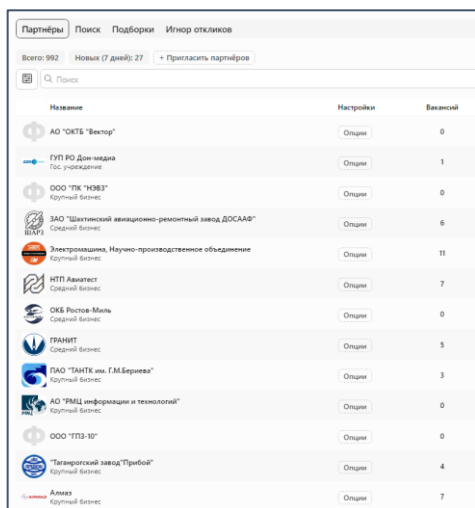 Партнёры Поиск Подборки Игнор откликов
Всего: 992 Новых (7 дней): 27 + Пригласить партнёров
Поиск
Название Настройки Вакансий
АО "ОКТБ "Вектор" Опции 0
ГУП РО Дон-медиа
Гос. учреждение
Опции 1
ООО "ПК "НЭВЗ"
Крупный бизнес
Опции 0
ШАРЗ
ЗАО "Шахтинский авиационно-ремонтный завод ДОСААФ"
Средний бизнес
Опции 6
Электромашина, Научно-производственное объединение
Крупный бизнес
Опции 11
НТП Авиатест
Средний бизнес
Опции 7
ОКБ Ростов-Миль
Средний бизнес
Опции 0
ГРАНИТ
Средний бизнес
Опции 5
ПАО "ТАНТК им. Г.М.Бериева"
Крупный бизнес
Опции 3
РМЦ
АО "РМЦ информации и технологий"
Крупный бизнес
Опции 0
ООО "ГПЗ-10" Опции 0
"Таганрогский завод"Прибой"
Крупный бизнес
Опции 4
Алмаз
Крупный бизнес
Опции 7